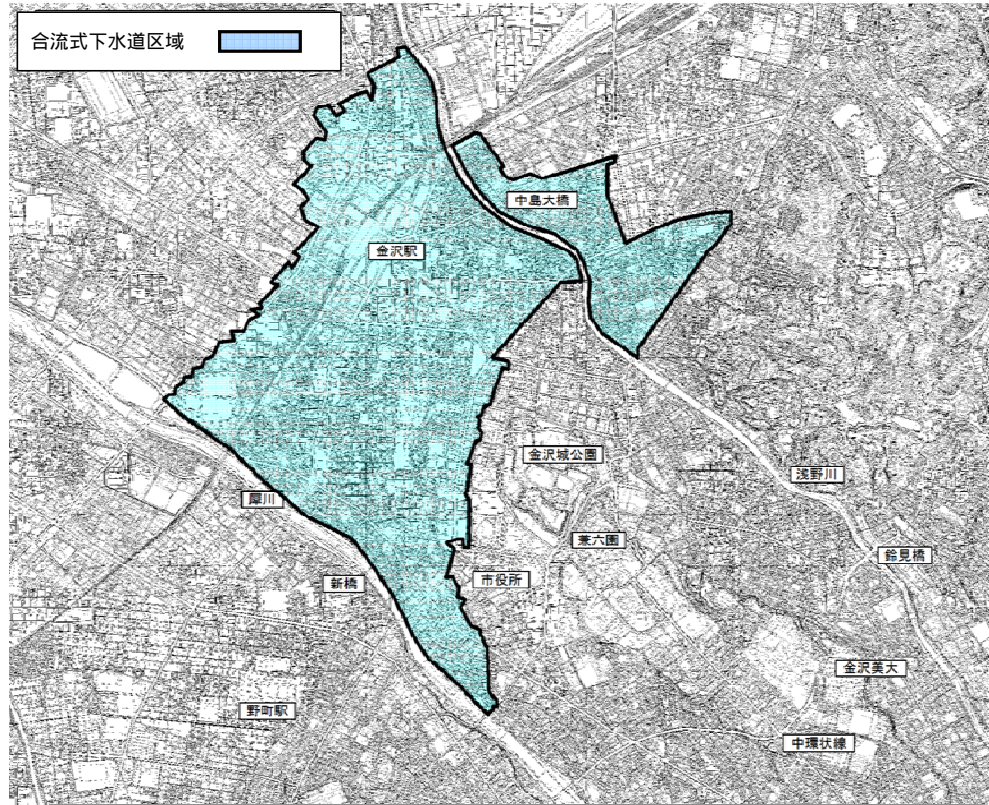 合流式下水道区域
中島大橋
金沢駅
金沢城公園
浅野川
犀川
兼六園
鈴見橋
新橋
市役所
金沢美大
野町駅
中環状線